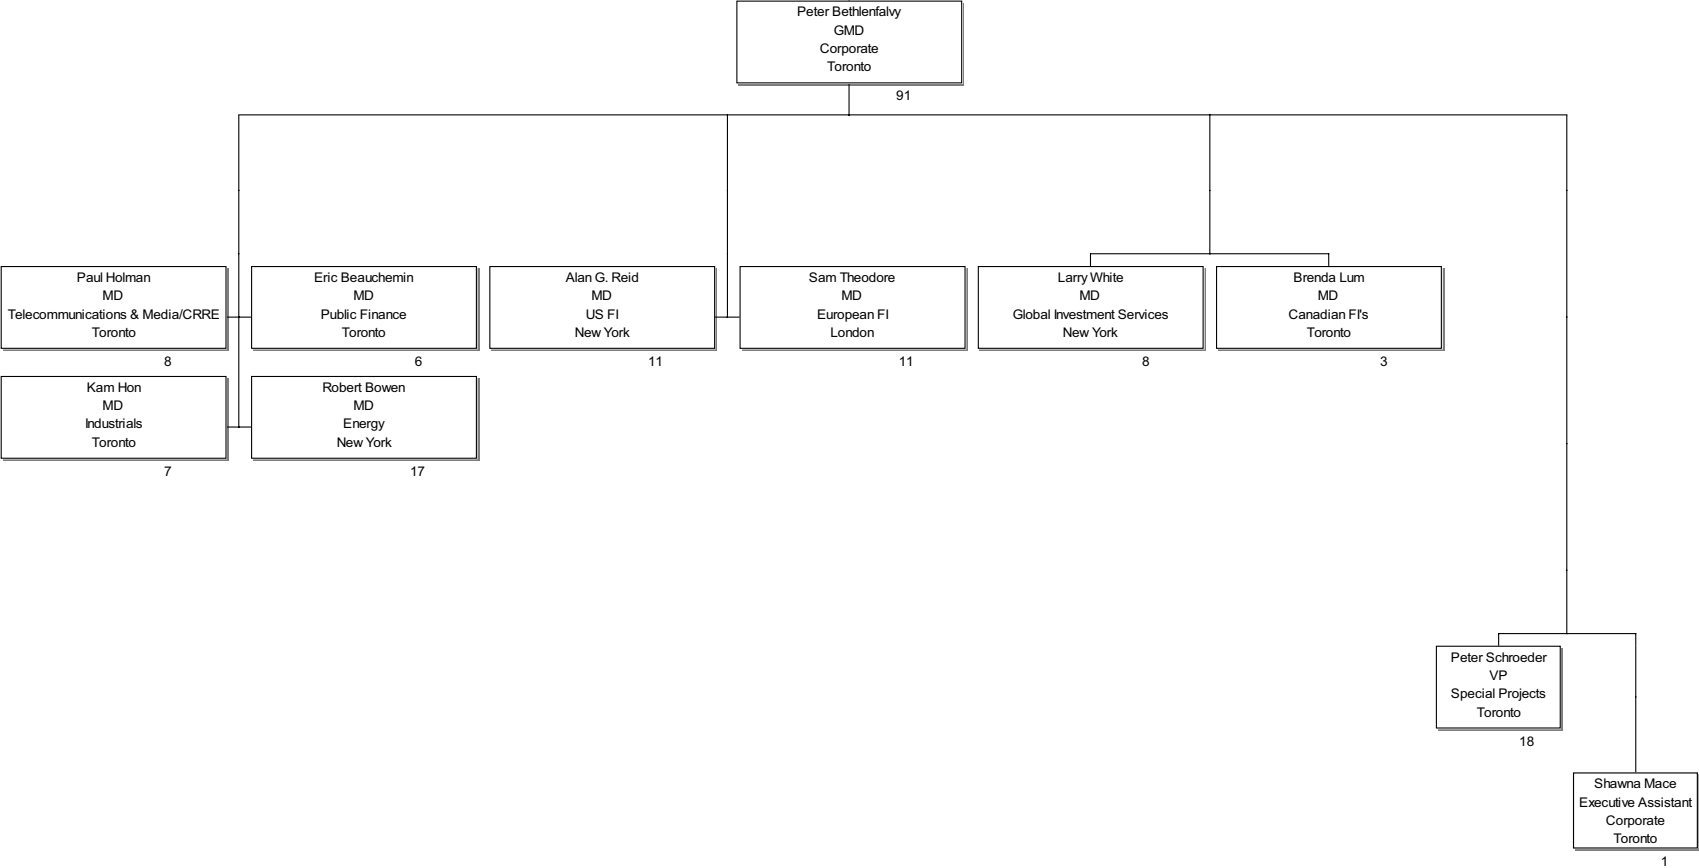 Peter Bethlenfalvy
GMD
Corporate
Toronto
91
Paul Holman
MD
Telecommunications & Media/CRRE
Toronto
8
Eric Beauchemin
MD
Public Finance
Toronto
6
Alan G. Reid
MD
US FI
New York
11
Sam Theodore
MD
European FI
London
11
Larry White
MD
Global Investment Services
New York
8
Brenda Lum
MD
Canadian FI's
Toronto
3
Kam Hon
MD
Industrials
Toronto
7
Robert Bowen
MD
Energy
New York
17
Peter Schroeder
VP
Special Projects
Toronto
18
Shawna Mace
Executive Assistant
Corporate
Toronto
1